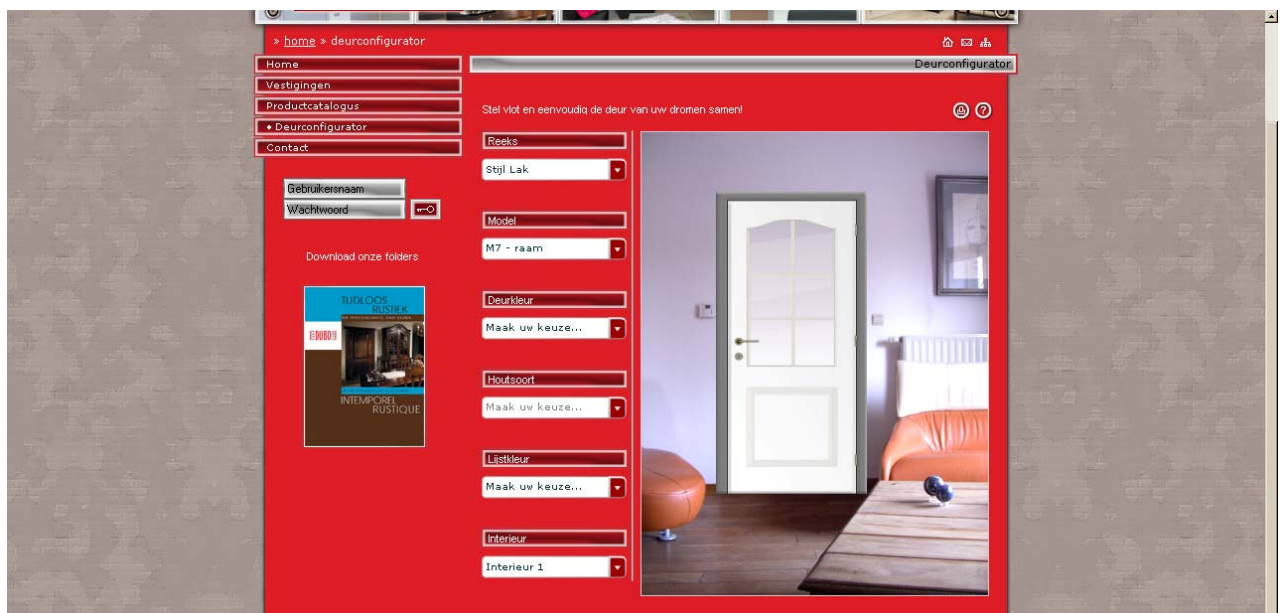 » home » deurconfigurator
Home
Vestigingen
Productcatalogus
• Deurconfigurator
Contact
Gebruikersnaam
Wachtwoord
Download onze folders
TIJDLOOS
RUSTIEK
DUBO
INTEMPOREL
RUSTIQUE
Deurconfigurator
Stel vlot en eenvoudig de deur van uw dromen samen!
?
Reeks
Stijl Lak
Model
M7 - raam
Deurkleur
Maak uw keuze...
Houtsoort
Maak uw keuze...
Lijstkleur
Maak uw keuze...
Interieur
Interieur 1